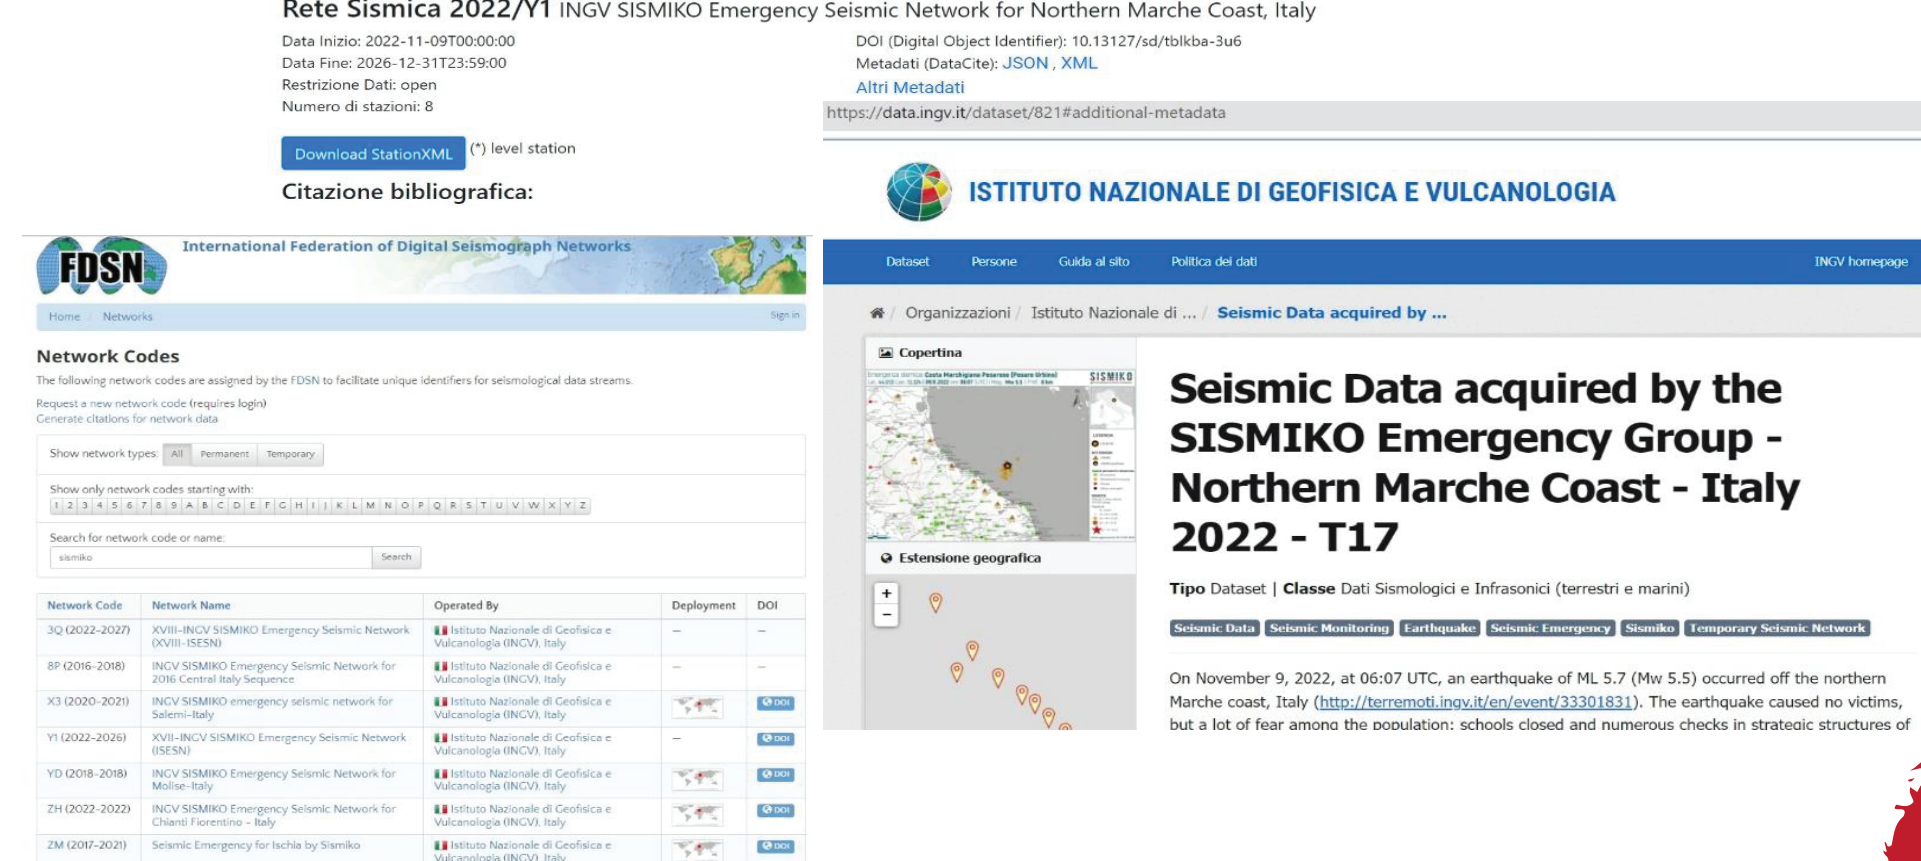 Rete Sismica 2022/Y1 INGV SISMIKO Emergency Seismic Network for Northern Marche Coast, Italy
Data Inizio: 2022-11-09T00:00:00
Data Fine: 2026-12-31T23:59:00
Restrizione Dati: open
Numero di stazioni: 8
DOI (Digital Object Identifier): 10.13127/sd/tblkba-3u6
Metadati (DataCite): JSON , XML
Altri Metadati
https://data.ingv.it/dataset/821#additional-metadata
Download StationXML (*) level station
Citazione bibliografica:
FDSN
International Federation of Digital Seismograph Networks
Home / Networks
Sign in
Network Codes
The following network codes are assigned by the FDSN to facilitate unique identifiers for seismological data streams.
Request a new network code (requires login)
Generate citations for network data
Show network types: All Permanent Temporary
Show only network codes starting with:
1 2 3 4 5 6 7 8 9 A B C D E F G H I J K L M N O P Q R S T U V W X Y Z
Search for network code or name:
sismiko Search
Network Code Network Name Operated By Deployment DOI
3Q (2022-2027) XVIII-INGV SISMIKO Emergency Seismic Network Istituto Nazionale di Geofisica e – –
(XVIII-ISESN) Vulcanologia (INGV), Italy
8P (2016-2018) INGV SISMIKO Emergency Seismic Network for Istituto Nazionale di Geofisica e – –
2016 Central Italy Sequence Vulcanologia (INGV), Italy
X3 (2020-2021) INGV SISMIKO emergency seismic network for Istituto Nazionale di Geofisica e DOI
Salemi-Italy Vulcanologia (INGV), Italy
Y1 (2022-2026) XVII-INGV SISMIKO Emergency Seismic Network Istituto Nazionale di Geofisica e – DOI
(ISESN) Vulcanologia (INGV), Italy
YD (2018-2018) INGV SISMIKO Emergency Seismic Network for Istituto Nazionale di Geofisica e DOI
Molise-Italy Vulcanologia (INGV), Italy
ZH (2022-2022) INGV SISMIKO Emergency Seismic Network for Istituto Nazionale di Geofisica e DOI
Chianti Fiorentino - Italy Vulcanologia (INGV), Italy
ZM (2017-2021) Seismic Emergency for Ischia by Sismiko Istituto Nazionale di Geofisica e DOI
Vulcanologia (INGV), Italy
ISTITUTO NAZIONALE DI GEOFISICA E VULCANOLOGIA
Dataset Persone Guida al sito Politica dei dati INGV homepage
/ Organizzazioni / Istituto Nazionale di ... / Seismic Data acquired by ...
Copertina
SISMIKO
Estensione geografica
+
−
Seismic Data acquired by the
SISMIKO Emergency Group -
Northern Marche Coast - Italy
2022 - T17
Tipo Dataset | Classe Dati Sismologici e Infrasonici (terrestri e marini)
Seismic Data Seismic Monitoring Earthquake Seismic Emergency Sismiko Temporary Seismic Network
On November 9, 2022, at 06:07 UTC, an earthquake of ML 5.7 (Mw 5.5) occurred off the northern
Marche coast, Italy (http://terremoti.ingv.it/en/event/33301831). The earthquake caused no victims,
but a lot of fear among the population: schools closed and numerous checks in strategic structures of